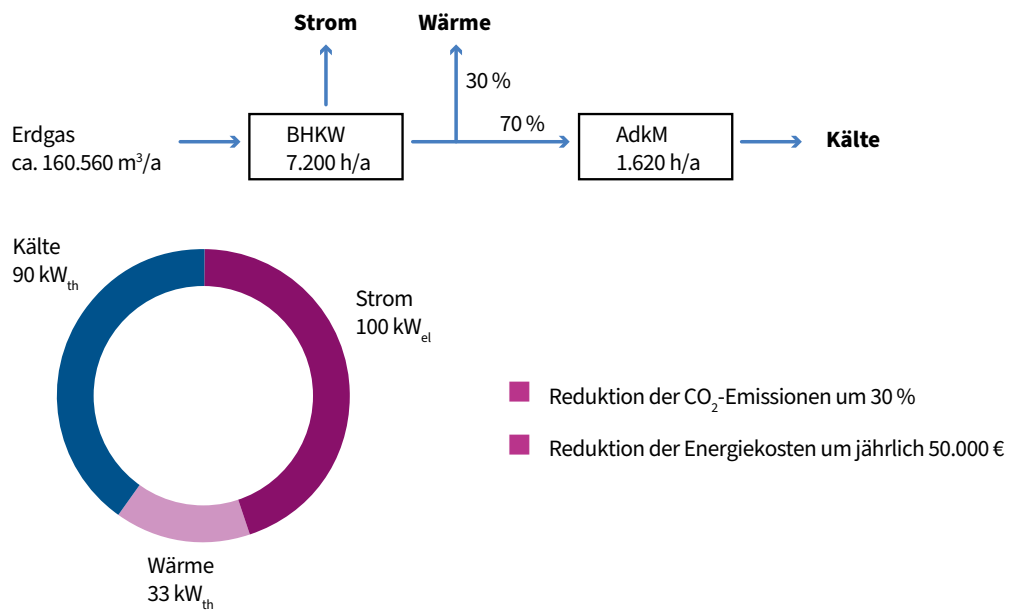 Strom
Wärme
30 %
70 %
Erdgas
ca. 160.560 m³/a
BHKW
7.200 h/a
AdkM
1.620 h/a
Kälte
Kälte
90 kWₜₕ
Strom
100 kWₑₗ
Wärme
33 kWₜₕ
Reduktion der CO₂-Emissionen um 30 %
Reduktion der Energiekosten um jährlich 50.000 €